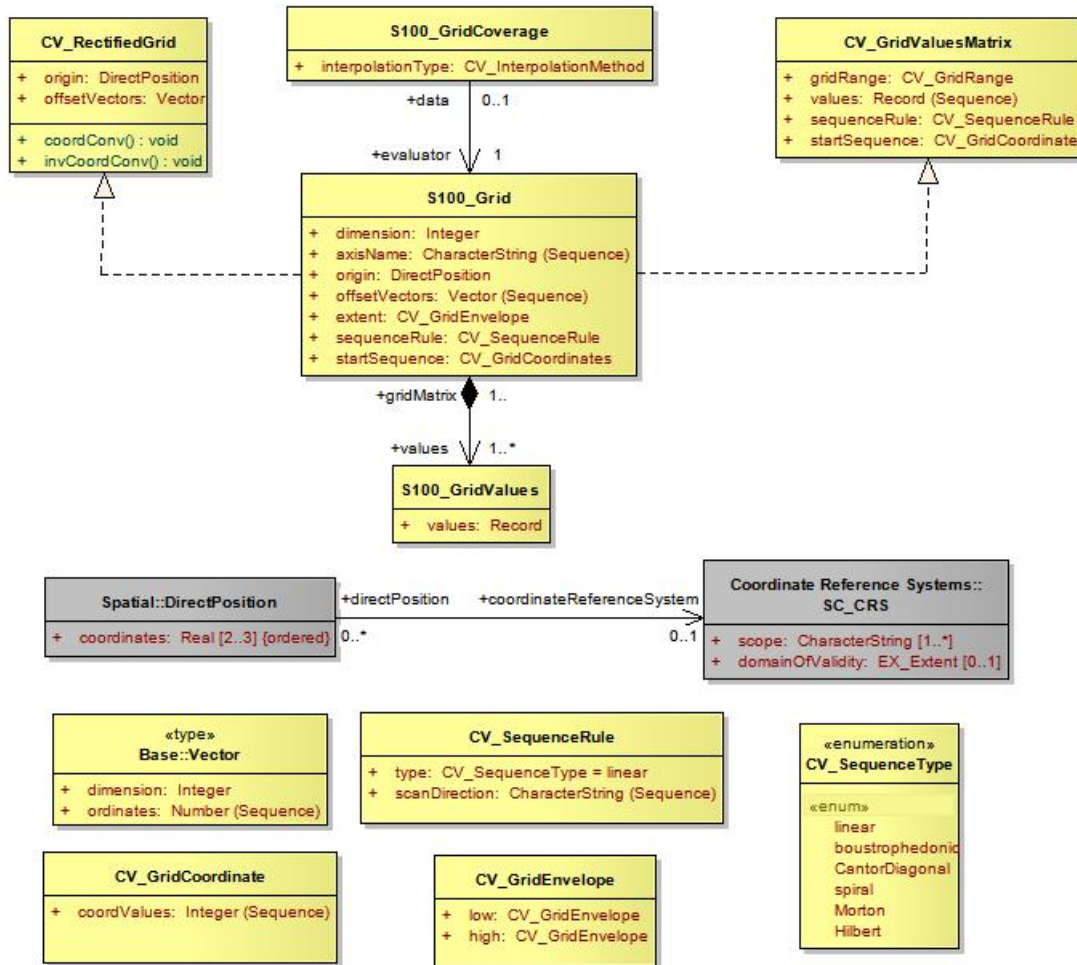 CV_RectifiedGrid
+ origin: DirectPosition
+ offsetVectors: Vector
+ coordConv() : void
+ invCoordConv() : void
S100_GridCoverage
+ interpolationType: CV_InterpolationMethod
CV_GridValuesMatrix
+ gridRange: CV_GridRange
+ values: Record (Sequence)
+ sequenceRule: CV_SequenceRule
+ startSequence: CV_GridCoordinate
+data 0..1
+evaluator 1
S100_Grid
+ dimension: Integer
+ axisName: CharacterString (Sequence)
+ origin: DirectPosition
+ offsetVectors: Vector (Sequence)
+ extent: CV_GridEnvelope
+ sequenceRule: CV_SequenceRule
+ startSequence: CV_GridCoordinates
+gridMatrix 1..
+values 1..*
S100_GridValues
+ values: Record
Spatial::DirectPosition
+ coordinates: Real [2..3] {ordered}
+directPosition +coordinateReferenceSystem
0..* 0..1
Coordinate Reference Systems::
SC_CRS
+ scope: CharacterString [1..*]
+ domainOfValidity: EX_Extent [0..1]
«type»
Base::Vector
+ dimension: Integer
+ ordinates: Number (Sequence)
CV_SequenceRule
+ type: CV_SequenceType = linear
+ scanDirection: CharacterString (Sequence)
«enumeration»
CV_SequenceType
«enum»
linear
boustrophedonic
CantorDiagonal
spiral
Morton
Hilbert
CV_GridCoordinate
+ coordValues: Integer (Sequence)
CV_GridEnvelope
+ low: CV_GridEnvelope
+ high: CV_GridEnvelope